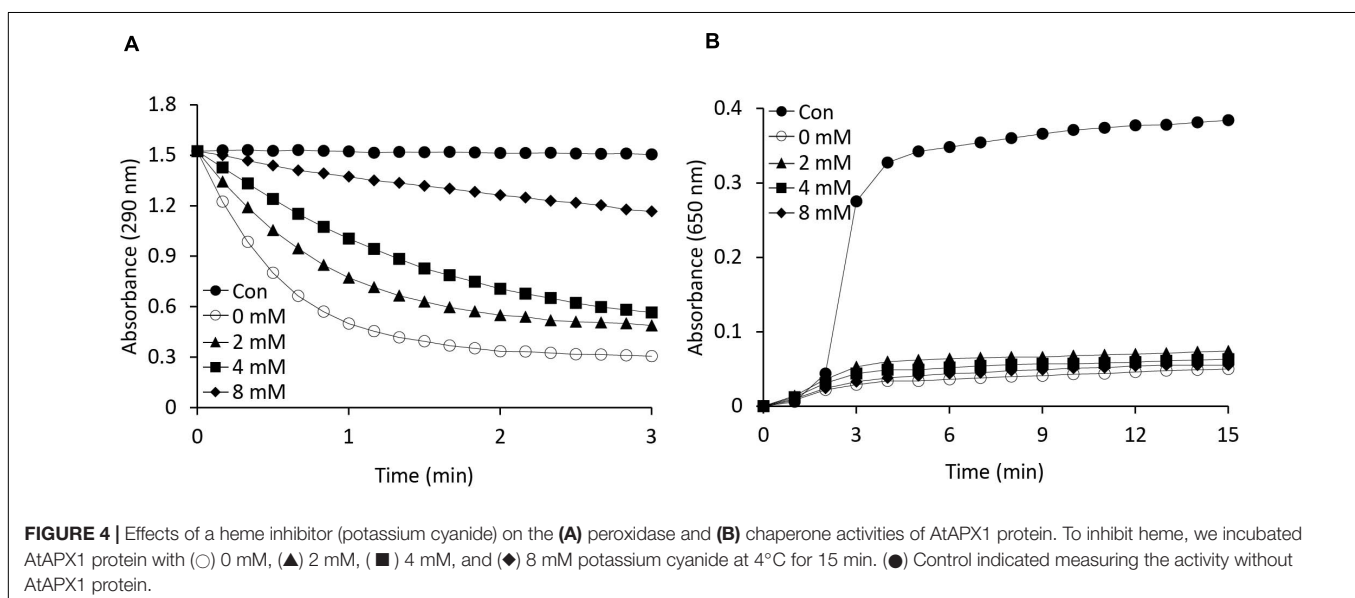 A
Absorbance (290 nm)
1.8
1.5
1.2
0.9
0.6
0.3
0
Con
0 mM
2 mM
4 mM
8 mM
0 1 2 3
Time (min)
B
Absorbance (650 nm)
0.4
0.3
0.2
0.1
0
Con
0 mM
2 mM
4 mM
8 mM
0 3 6 9 12 15
Time (min)
FIGURE 4 | Effects of a heme inhibitor (potassium cyanide) on the (A) peroxidase and (B) chaperone activities of AtAPX1 protein. To inhibit heme, we incubated
AtAPX1 protein with (○) 0 mM, (▲) 2 mM, ( ■ ) 4 mM, and (◆) 8 mM potassium cyanide at 4°C for 15 min. (●) Control indicated measuring the activity without
AtAPX1 protein.